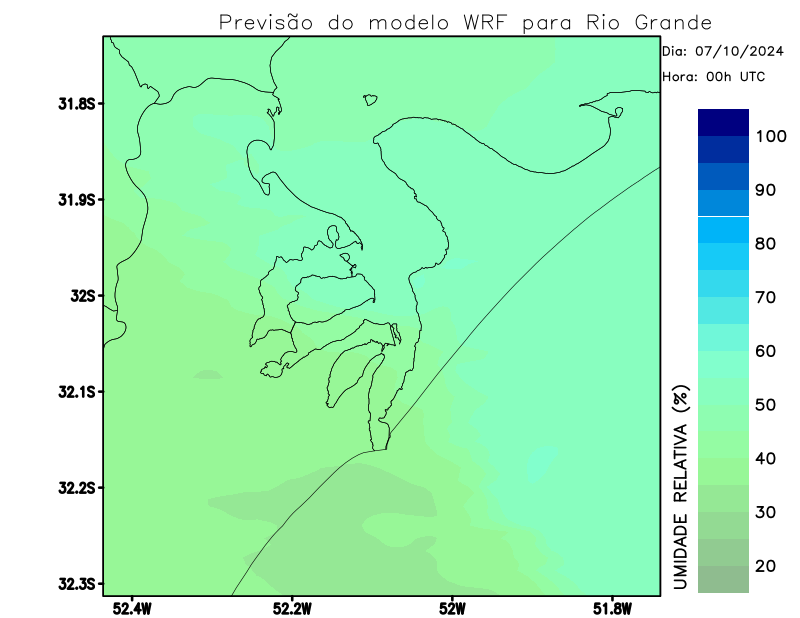 Previsão do modelo WRF para Rio Grande
Dia: 07/10/2024
Hora: 00h UTC
31.8S
31.9S
32S
32.1S
32.2S
32.3S
52.4W
52.2W
52W
51.8W
100
90
80
70
60
50
40
30
20
UMIDADE RELATIVA (%)